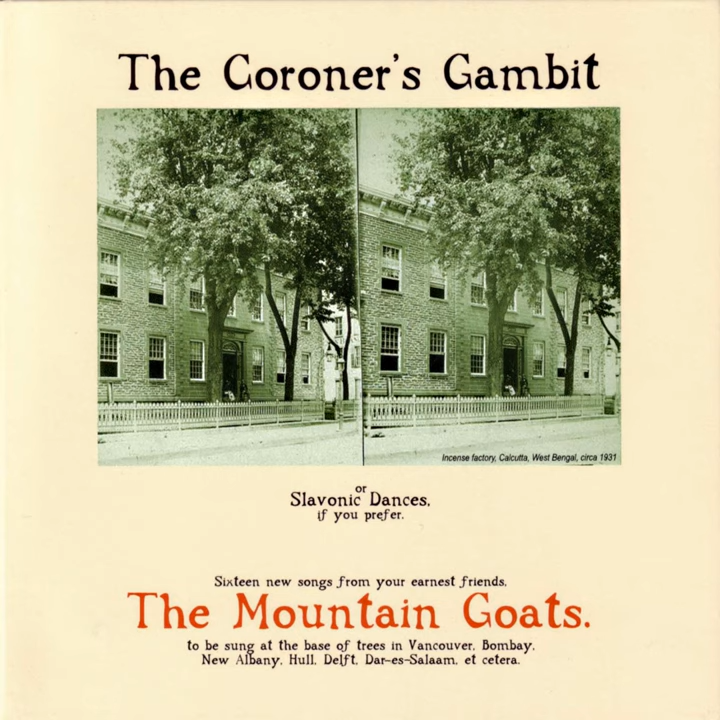 The Coroner's Gambit
Incense factory, Calcutta, West Bengal, circa 1931
or
Slavonic Dances,
if you prefer.
Sixteen new songs from your earnest friends,
The Mountain Goats.
to be sung at the base of trees in Vancouver, Bombay,
New Albany, Hull, Delft, Dar-es-Salaam, et cetera.